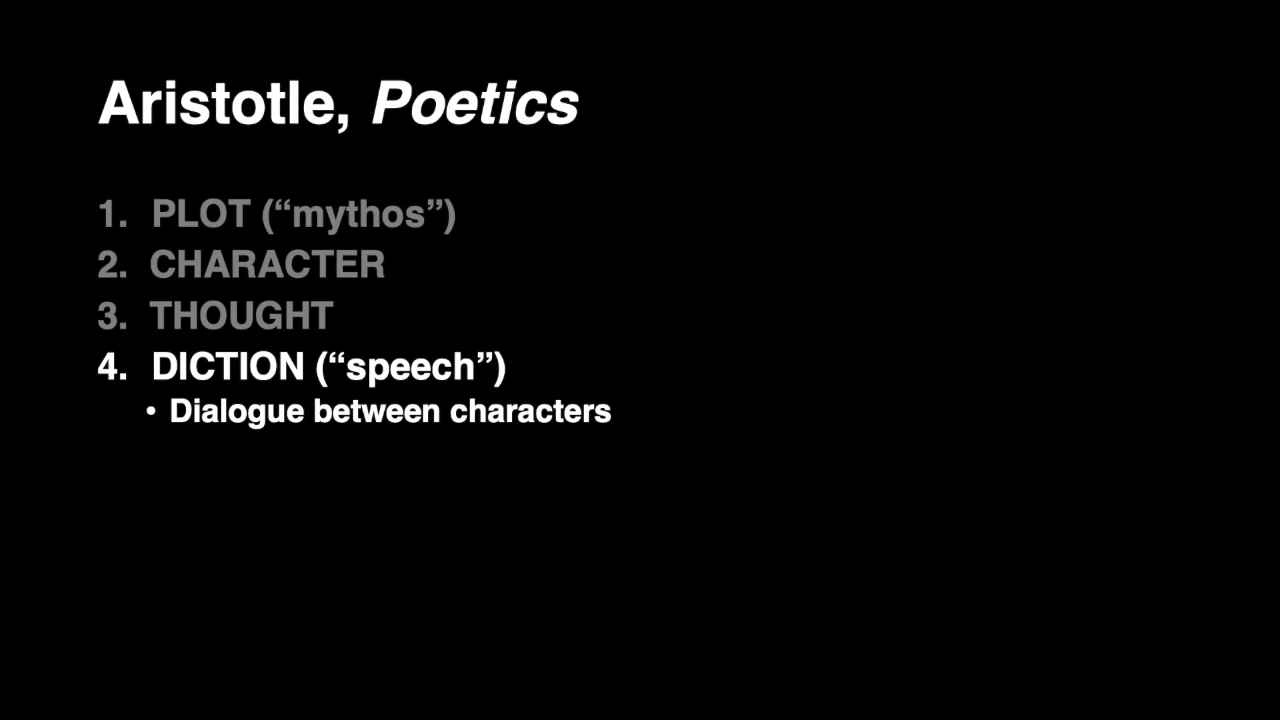 Aristotle, Poetics
1. PLOT (“mythos”)
2. CHARACTER
3. THOUGHT
4. DICTION (“speech”)
• Dialogue between characters